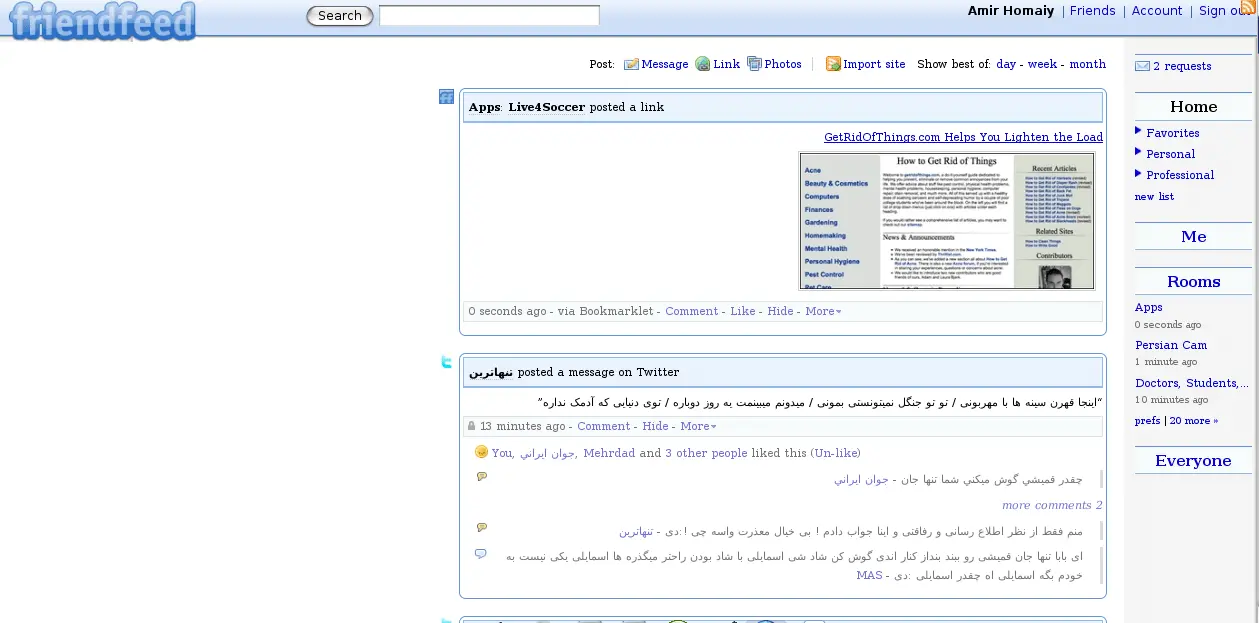 friendfeed
Search
Amir Homaiy | Friends | Account | Sign
Post: Message Link Photos Import site Show best of: day - week - month
Apps: Live4Soccer posted a link
GetRidOfThings.com Helps You Lighten the Load
How to Get Rid of Things
Acne
Beauty & Cosmetics
Computers
Finances
Gardening
Homemaking
Mental Health
Personal Hygiene
Pest Control
Pet Care
News & Announcements
Recent Articles
Related Sites
Contributors
0 seconds ago - via Bookmarklet - Comment - Like - Hide - More
تنهاترین posted a message on Twitter
“اینجا قهرن سینه ها با مهربونی / تو تو جنگل نمیتونستی بمونی / میدونم میبینمت یه روز دوباره / توی دنیایی که آدمک نداره”
13 minutes ago - Comment - Hide - More
You, جوان ايراني, Mehrdad and 3 other people liked this (Un-like)
چقدر قميشي گوش ميكني شما تنها جان - جوان ايراني
more comments 2
منم فقط از نظر اطلاع رسانی و رفاقتی و اینا جواب دادم ! بی خیال معذرت واسه چی !:دی - تنهاترین
ای بابا تنها جان قمیشی رو ببند بنداز کنار اندی گوش کن شاد شی اسمایلی با شاد بودن راحتر میگذره ها اسمایلی یکی نیست به
خودم بگه اسمایلی اه چقدر اسمایلی :دی - MAS
2 requests
Home
Favorites
Personal
Professional
new list
Me
Rooms
Apps
0 seconds ago
Persian Cam
1 minute ago
Doctors, Students,...
10 minutes ago
prefs | 20 more »
Everyone